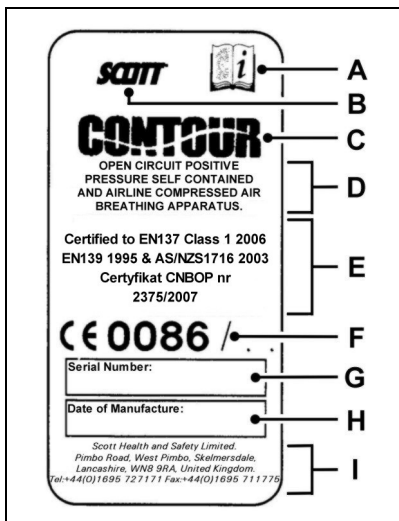 SCOTT
i
A
B
CONTOUR
C
OPEN CIRCUIT POSITIVE
PRESSURE SELF CONTAINED
AND AIRLINE COMPRESSED AIR
BREATHING APPARATUS.
D
Certified to EN137 Class 1 2006
EN139 1995 & AS/NZS1716 2003
Certyfikat CNBOP nr
2375/2007
E
CE 0086 / . .
F
Serial Number:
G
Date of Manufacture:
H
Scott Health and Safety Limited.
Pimbo Road, West Pimbo, Skelmersdale,
Lancashire, WN8 9RA, United Kingdom.
Tel:+44(0)1695 727171 Fax:+44(0)1695 711775
I